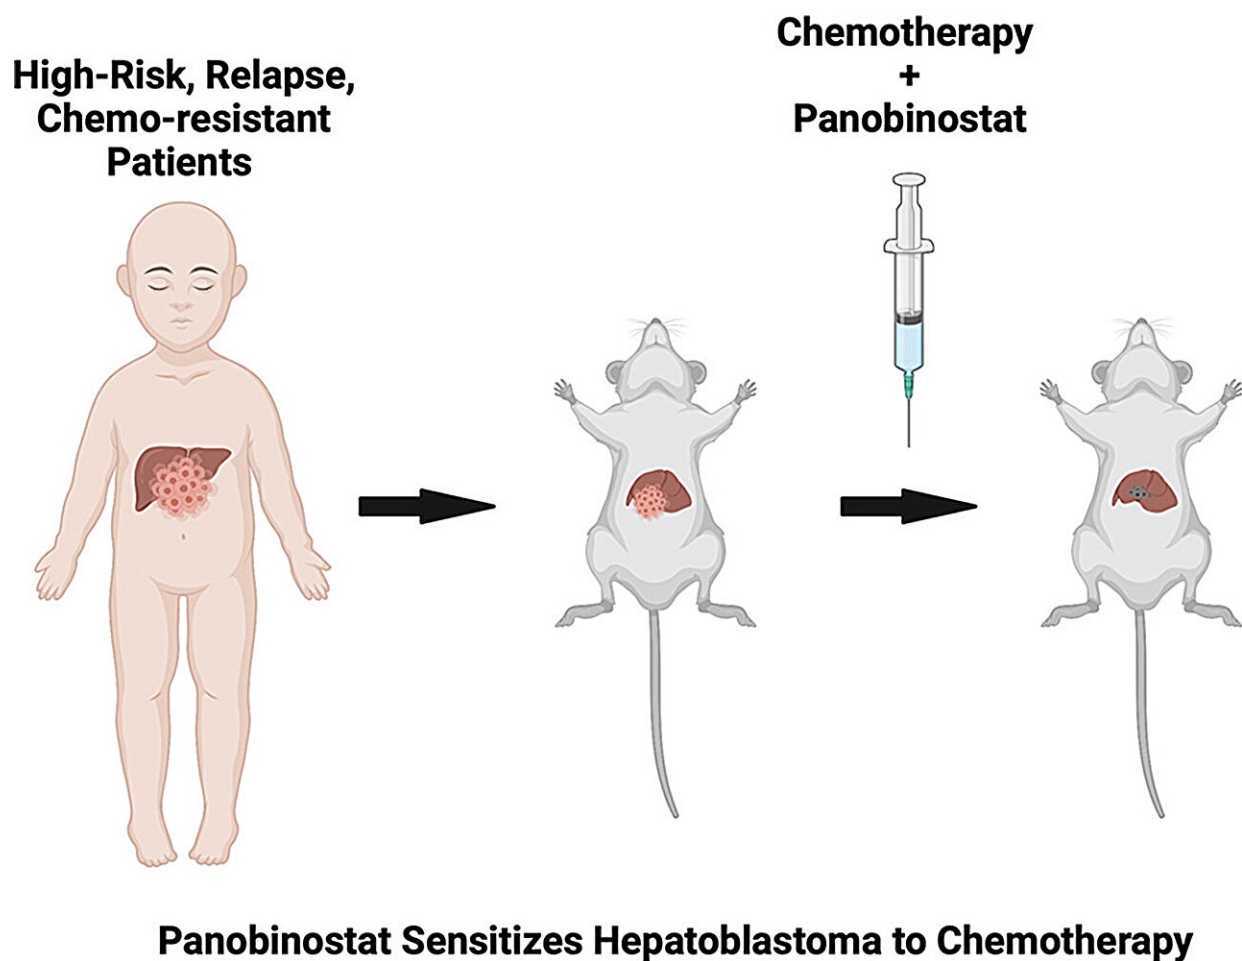 High-Risk, Relapse,
Chemo-resistant
Patients
Chemotherapy
+
Panobinostat
Panobinostat Sensitizes Hepatoblastoma to Chemotherapy